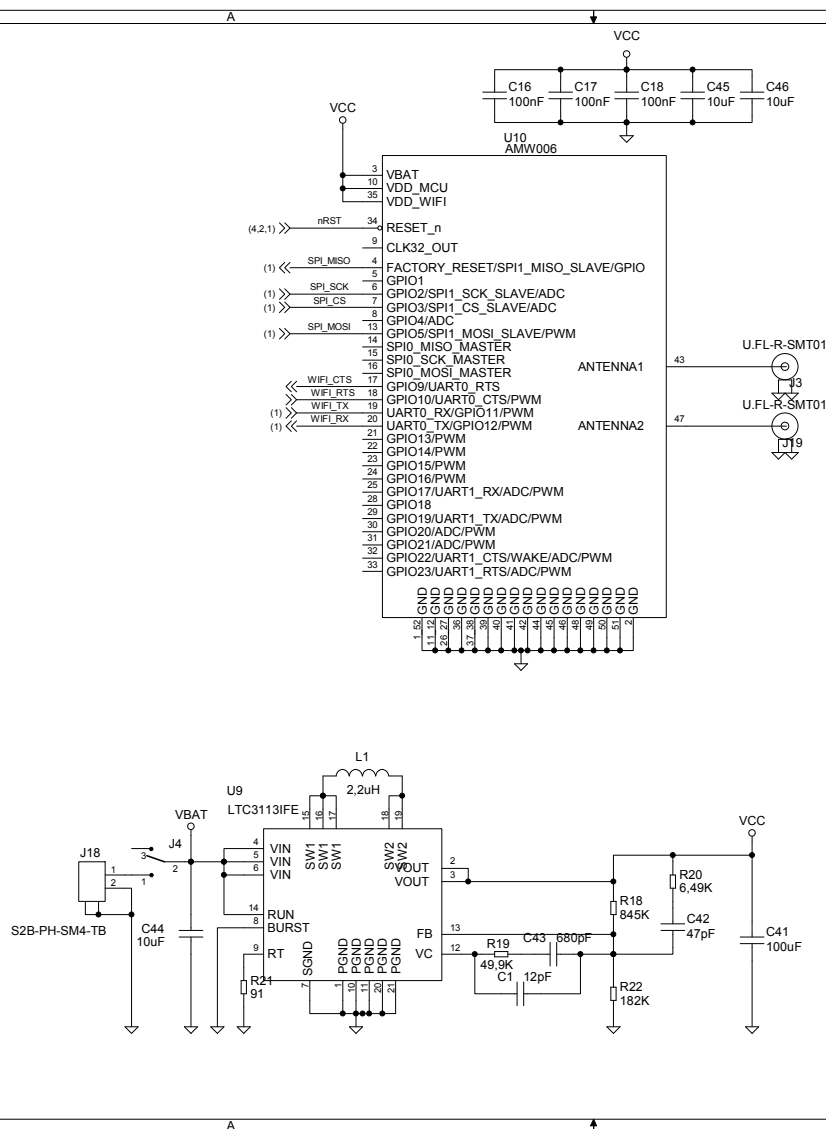 A
VCC
C16
100nF
C17
100nF
C18
100nF
C45
10uF
C46
10uF
VCC
U10
AMW006
3 VBAT
10 VDD_MCU
35 VDD_WIFI
(4,2,1) nRST 34 RESET_n
9 CLK32_OUT
(1) SPI_MISO 4 FACTORY_RESET/SPI1_MISO_SLAVE/GPIO
5 GPIO1
(1) SPI_SCK 6 GPIO2/SPI1_SCK_SLAVE/ADC
(1) SPI_CS 7 GPIO3/SPI1_CS_SLAVE/ADC
8 GPIO4/ADC
(1) SPI_MOSI 13 GPIO5/SPI1_MOSI_SLAVE/PWM
14 SPI0_MISO_MASTER
15 SPI0_SCK_MASTER
16 SPI0_MOSI_MASTER
WIFI_CTS 17 GPIO9/UART0_RTS
WIFI_RTS 18 GPIO10/UART0_CTS/PWM
(1) WIFI_TX 19 UART0_RX/GPIO11/PWM
(1) WIFI_RX 20 UART0_TX/GPIO12/PWM
21 GPIO13/PWM
22 GPIO14/PWM
23 GPIO15/PWM
24 GPIO16/PWM
25 GPIO17/UART1_RX/ADC/PWM
28 GPIO18
29 GPIO19/UART1_TX/ADC/PWM
30 GPIO20/ADC/PWM
31 GPIO21/ADC/PWM
32 GPIO22/UART1_CTS/WAKE/ADC/PWM
33 GPIO23/UART1_RTS/ADC/PWM
ANTENNA1 43
U.FL-R-SMT01
J3
ANTENNA2 47
U.FL-R-SMT01
J19
GND GND GND GND GND GND GND GND GND GND GND GND GND GND GND GND GND
1 52 11 12 26 27 36 37 38 39 40 41 42 44 45 46 48 49 50 51 2
L1
2,2uH
U9
LTC3113IFE
15 16 17 18 19
SW1 SW1 SW1 SW2 SW2
VBAT
J18
1
2
S2B-PH-SM4-TB
J4
3
2
1
C44
10uF
4 VIN
5 VIN
6 VIN
14 RUN
8 BURST
9 RT
R21
91
SGND PGND PGND PGND PGND PGND
7 1 10 11 20 21
VOUT 2
VOUT 3
FB 13
VC 12
R19
49,9K
C43 680pF
C1 12pF
R18
845K
R22
182K
R20
6,49K
C42
47pF
VCC
C41
100uF
A